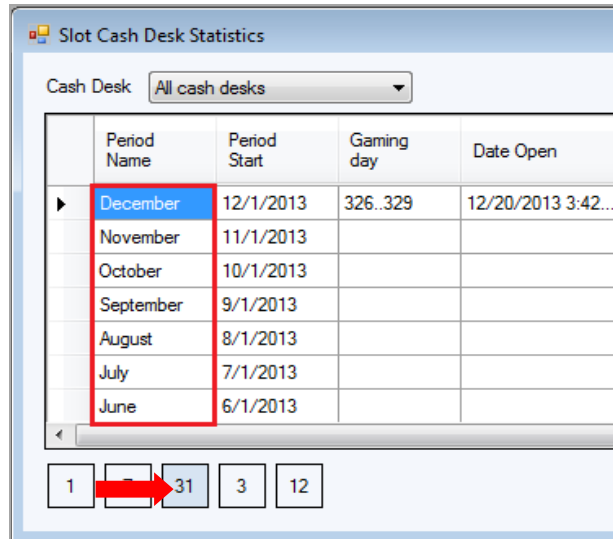 Slot Cash Desk Statistics
Cash Desk All cash desks
Period Name Period Start Gaming day Date Open
December 12/1/2013 326..329 12/20/2013 3:42...
November 11/1/2013
October 10/1/2013
September 9/1/2013
August 8/1/2013
July 7/1/2013
June 6/1/2013
1 31 3 12